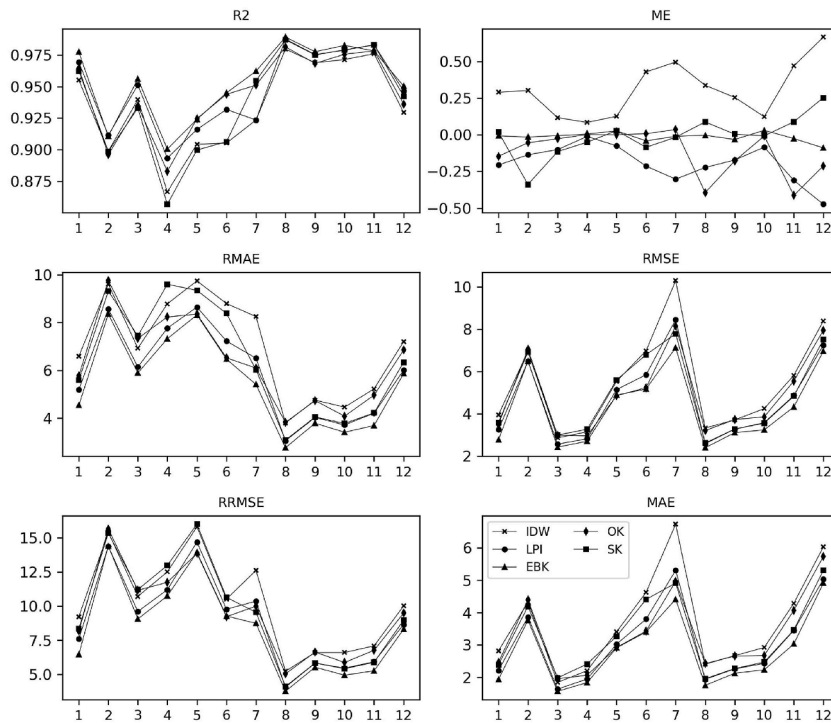 R2
0.975
0.950
0.925
0.900
0.875
1 2 3 4 5 6 7 8 9 10 11 12
ME
0.50
0.25
0.00
−0.25
−0.50
1 2 3 4 5 6 7 8 9 10 11 12
RMAE
10
8
6
4
1 2 3 4 5 6 7 8 9 10 11 12
RMSE
10
8
6
4
2
1 2 3 4 5 6 7 8 9 10 11 12
RRMSE
15.0
12.5
10.0
7.5
5.0
1 2 3 4 5 6 7 8 9 10 11 12
MAE
IDW
LPI
EBK
OK
SK
6
5
4
3
2
1 2 3 4 5 6 7 8 9 10 11 12